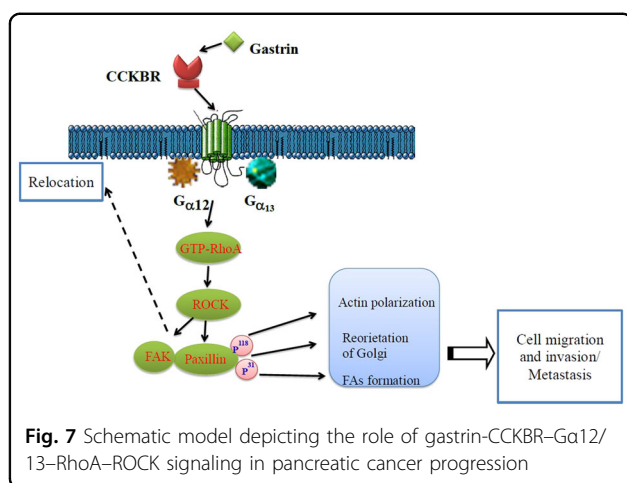 Gastrin
CCKBR
Relocation
Gα12
Gα13
GTP-RhoA
ROCK
FAK
Paxillin
P118
P31
Actin polarization
Reorietation
of Golgi
FAs formation
Cell migration
and invasion/
Metastasis
Fig. 7 Schematic model depicting the role of gastrin-CCKBR–Gα12/
13–RhoA–ROCK signaling in pancreatic cancer progression